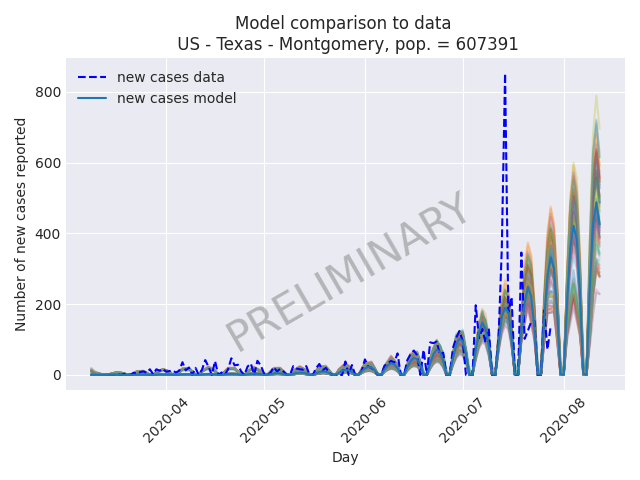 Model comparison to data
US - Texas - Montgomery, pop. = 607391
new cases data
new cases model
800
600
400
200
0
Number of new cases reported
PRELIMINARY
2020-04
2020-05
2020-06
2020-07
2020-08
Day